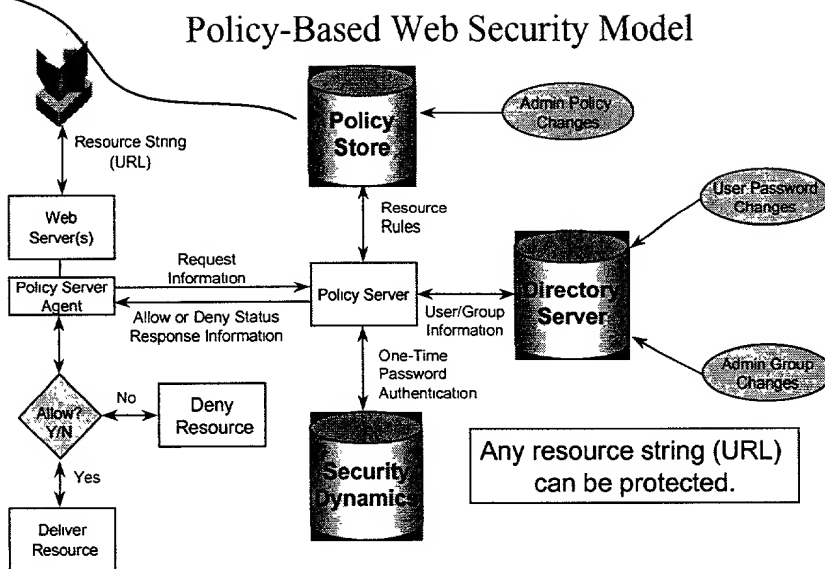 Policy-Based Web Security Model
Resource String
(URL)
Policy
Store
Admin Policy
Changes
Web
Server(s)
Resource
Rules
User Password
Changes
Request
Information
Policy Server
Agent
Policy Server
Allow or Deny Status
Response Information
User/Group
Information
Directory
Server
One-Time
Password
Authentication
Admin Group
Changes
Allow?
Y/N
No
Deny
Resource
Yes
Security
Dynamics
Any resource string (URL)
can be protected.
Deliver
Resource